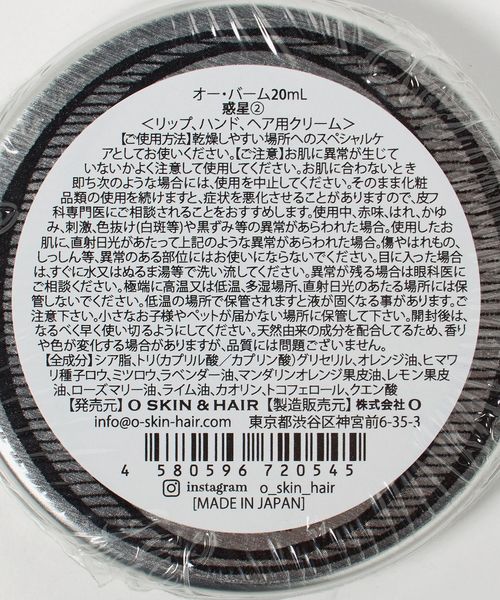 オー・バーム20mL
惑星②
＜リップ、ハンド、ヘア用クリーム＞
【ご使用方法】乾燥しやすい場所へのスペシャルケ
アとしてお使いください。【ご注意】お肌に異常が生じて
いないかよく注意して使用してください。お肌に合わないとき
即ち次のような場合には、使用を中止してください。そのまま化粧
品類の使用を続けますと、症状を悪化させることがありますので、皮フ
科専門医にご相談されることをおすすめします。使用中、赤味、はれ、かゆ
み、刺激、色抜け(白斑等)や黒ずみ等の異常があらわれた場合。使用したお
肌に、直射日光があたって上記のような異常があらわれた場合。傷やはれもの、
しっしん等、異常のある部位にはお使いにならないでください。目に入った場合
は、すぐに水又はぬるま湯等で洗い流してください。異常が残る場合は眼科医に
ご相談ください。極端に高温又は低温、多湿場所、直射日光のあたる場所には保
管しないでください。低温の場所で保管されますと液が固くなる事があります。ご
注意下さい。小さなお子様やペットが届かない場所に保管して下さい。開封後は、
なるべく早く使い切るようにしてください。天然由来の成分を配合してるため、香り
や色が変化する場合がありますが、品質には問題ございません。
【全成分】シア脂、トリ(カプリル酸／カプリン酸)グリセリル、オレンジ油、ヒマワ
リ種子ロウ、ミツロウ、ラベンダー油、マンダリンオレンジ果皮油、レモン果皮
油、ローズマリー油、ライム油、カオリン、トコフェロール、クエン酸
【発売元】O SKIN & HAIR 【製造販売元】株式会社O
info@o-skin-hair.com 東京都渋谷区神宮前6-35-3
4 580596 720545
instagram o_skin_hair
[MADE IN JAPAN]